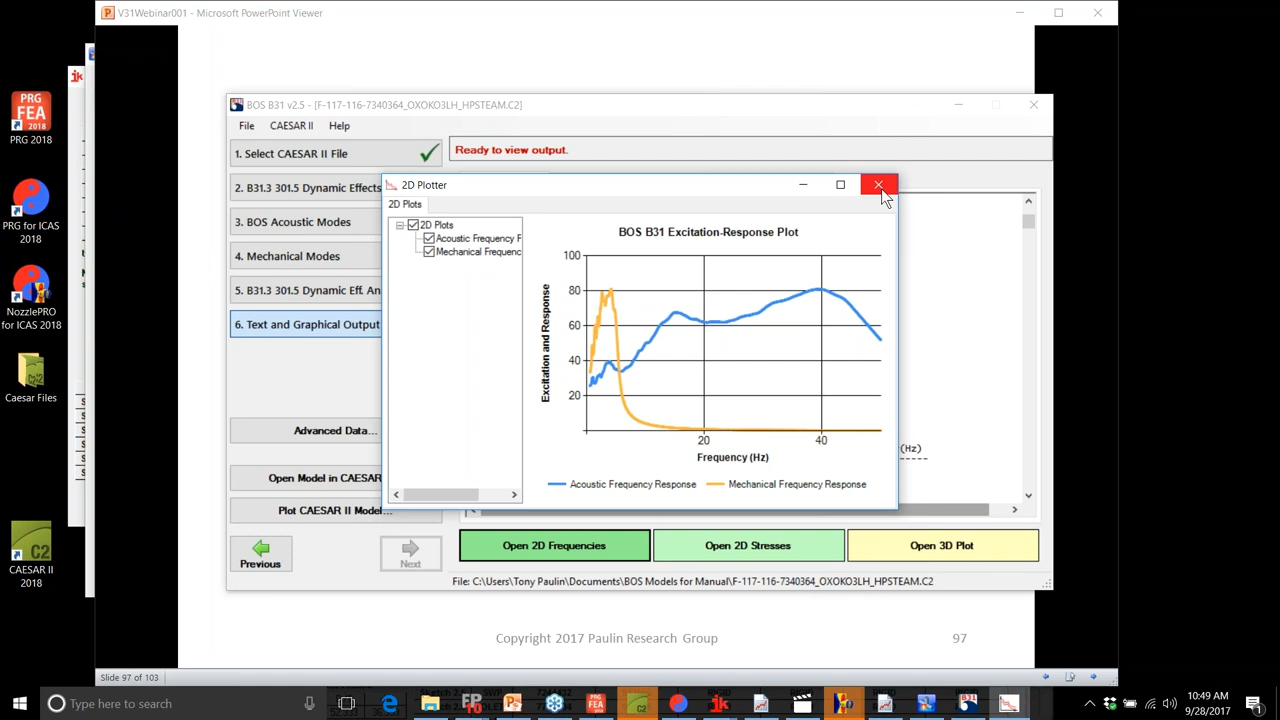 V31Webinar001 - Microsoft PowerPoint Viewer
PRG
FEA
2018
PRG 2018
PRG for ICAS
2018
NozzlePRO
for ICAS 2018
Caesar Files
C2
CAESAR II
2018
BOS B31 v2.5 - [F-117-116-7340364_OXOKO3LH_HPSTEAM.C2]
File CAESAR II Help
1. Select CAESAR II File
Ready to view output.
2. B31.3 301.5 Dynamic Effects
3. BOS Acoustic Modes
4. Mechanical Modes
5. B31.3 301.5 Dynamic Eff. An
6. Text and Graphical Output
Advanced Data...
Open Model in CAESAR
Plot CAESAR II Model...
Previous
Next
2D Plotter
2D Plots
2D Plots
Acoustic Frequency F
Mechanical Frequenc
BOS B31 Excitation-Response Plot
100
80
60
40
20
Excitation and Response
20 40
Frequency (Hz)
Acoustic Frequency Response Mechanical Frequency Response
(Hz)
Open 2D Frequencies
Open 2D Stresses
Open 3D Plot
File: C:\Users\Tony Paulin\Documents\BOS Models for Manual\F-117-116-7340364_OXOKO3LH_HPSTEAM.C2
Copyright 2017 Paulin Research Group 97
Slide 97 of 103
Type here to search
10:49 AM
9/28/2017